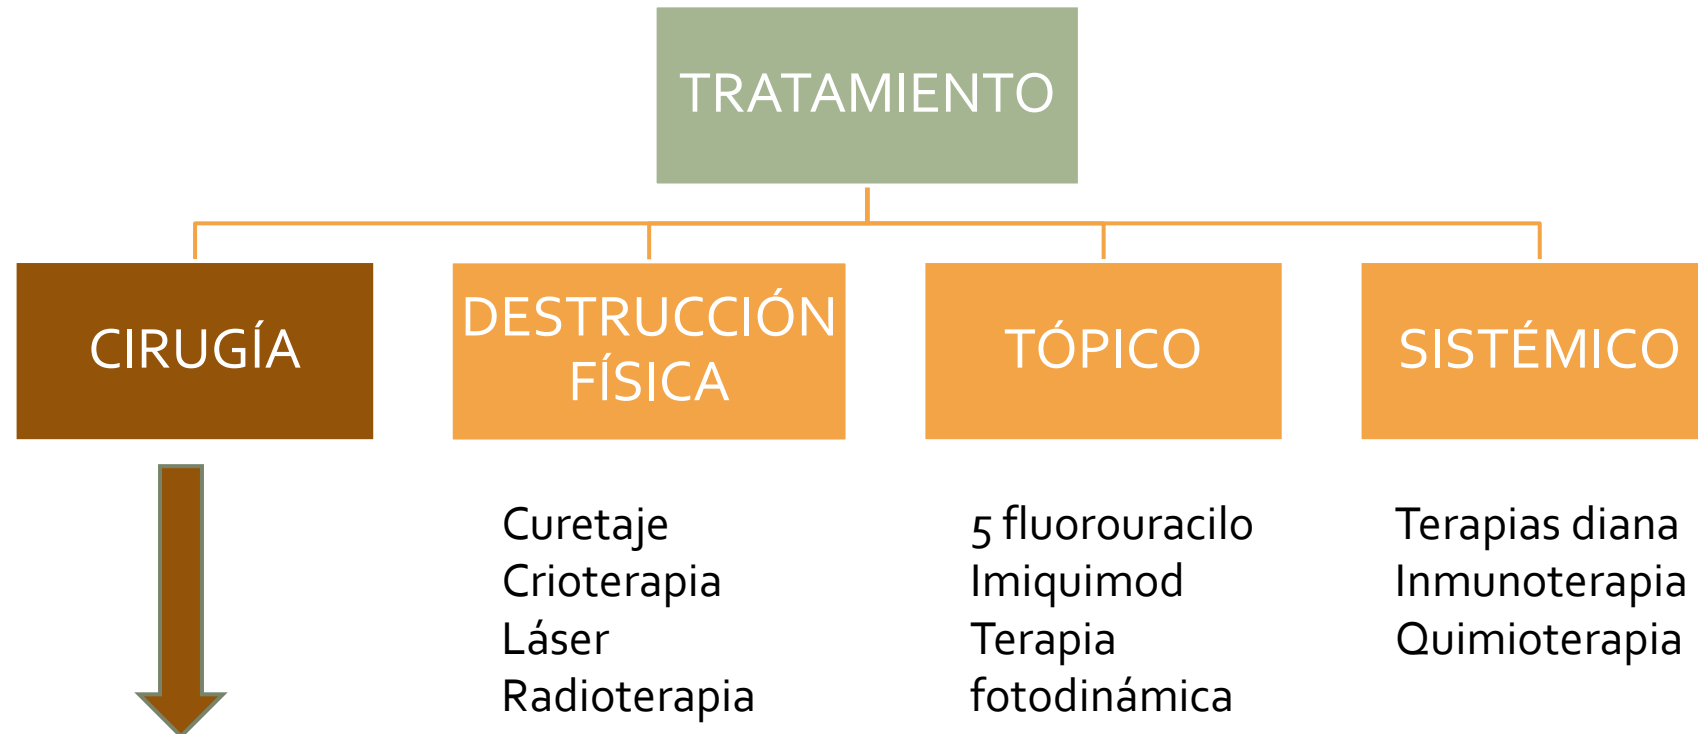 TRATAMIENTO
CIRUGÍA
DESTRUCCIÓN
FÍSICA
TÓPICO
SISTÉMICO
Curetaje
Crioterapia
Láser
Radioterapia
5 fluorouracilo
Imiquimod
Terapia
fotodinámica
Terapias diana
Inmunoterapia
Quimioterapia